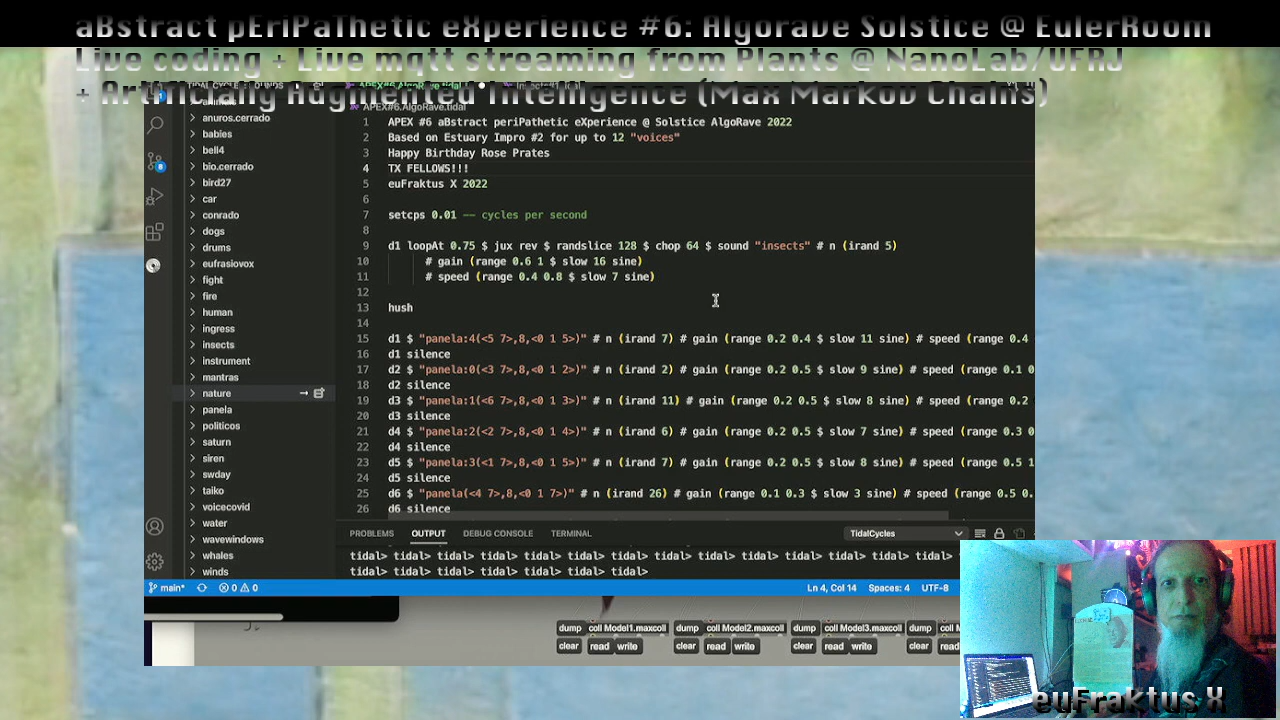 aBstract pEriPaThetic eXperience #6: Algorave Solstice @ EulerRoom
Live coding + Live mqtt streaming from Plants @ NanoLab/UFRJ
+ Artificially Augmented Intelligence (Max Markov Chains)
APEX#6.AlgoRave.tidal
animals
anuros.cerrado
babies
bell4
bio.cerrado
bird27
car
conrado
dogs
drums
eufrasiovox
fight
fire
human
ingress
insects
instrument
mantras
nature
panela
politicos
saturn
siren
swday
taiko
voicecovid
water
wavewinds
whales
winds
1 APEX #6 aBstract periPathetic eXperience @ Solstice AlgoRave 2022
2 Based on Estuary Impro #2 for up to 12 "voices"
3 Happy Birthday Rose Prates
4 TX FELLOWS!!!
5 euFraktus X 2022
6
7 setcps 0.01 -- cycles per second
8
9 d1 loopAt 0.75 $ jux rev $ randslice 128 $ chop 64 $ sound "insects" # n (irand 5)
10 # gain (range 0.6 1 $ slow 16 sine)
11 # speed (range 0.4 0.8 $ slow 7 sine)
12
13 hush
14
15 d1 $ "panela:4(<5 7>,8,<0 1 5>)" # n (irand 7) # gain (range 0.2 0.4 $ slow 11 sine) # speed (range 0.4
16 d1 silence
17 d2 $ "panela:0(<3 7>,8,<0 1 2>)" # n (irand 2) # gain (range 0.2 0.5 $ slow 9 sine) # speed (range 0.1 0
18 d2 silence
19 d3 $ "panela:1(<6 7>,8,<0 1 3>)" # n (irand 11) # gain (range 0.2 0.5 $ slow 8 sine) # speed (range 0.2
20 d3 silence
21 d4 $ "panela:2(<2 7>,8,<0 1 4>)" # n (irand 6) # gain (range 0.2 0.5 $ slow 7 sine) # speed (range 0.3 0
22 d4 silence
23 d5 $ "panela:3(<1 7>,8,<0 1 5>)" # n (irand 7) # gain (range 0.2 0.5 $ slow 8 sine) # speed (range 0.5 1
24 d5 silence
25 d6 $ "panela(<4 7>,8,<0 1 7>)" # n (irand 26) # gain (range 0.1 0.3 $ slow 3 sine) # speed (range 0.5 0.
26 d6 silence
PROBLEMS OUTPUT DEBUG CONSOLE TERMINAL TidalCycles
tidal> tidal> tidal> tidal> tidal> tidal> tidal> tidal> tidal> tidal> tidal> tidal> tidal> tidal>
tidal> tidal> tidal> tidal> tidal> tidal> tidal>
main* 0 0 Ln 4, Col 14 Spaces: 4 UTF-8
dump coll Model1.maxcoll dump coll Model2.maxcoll dump coll Model3.maxcoll dump coll
clear read write clear read write clear read write clear read
euFraktus X